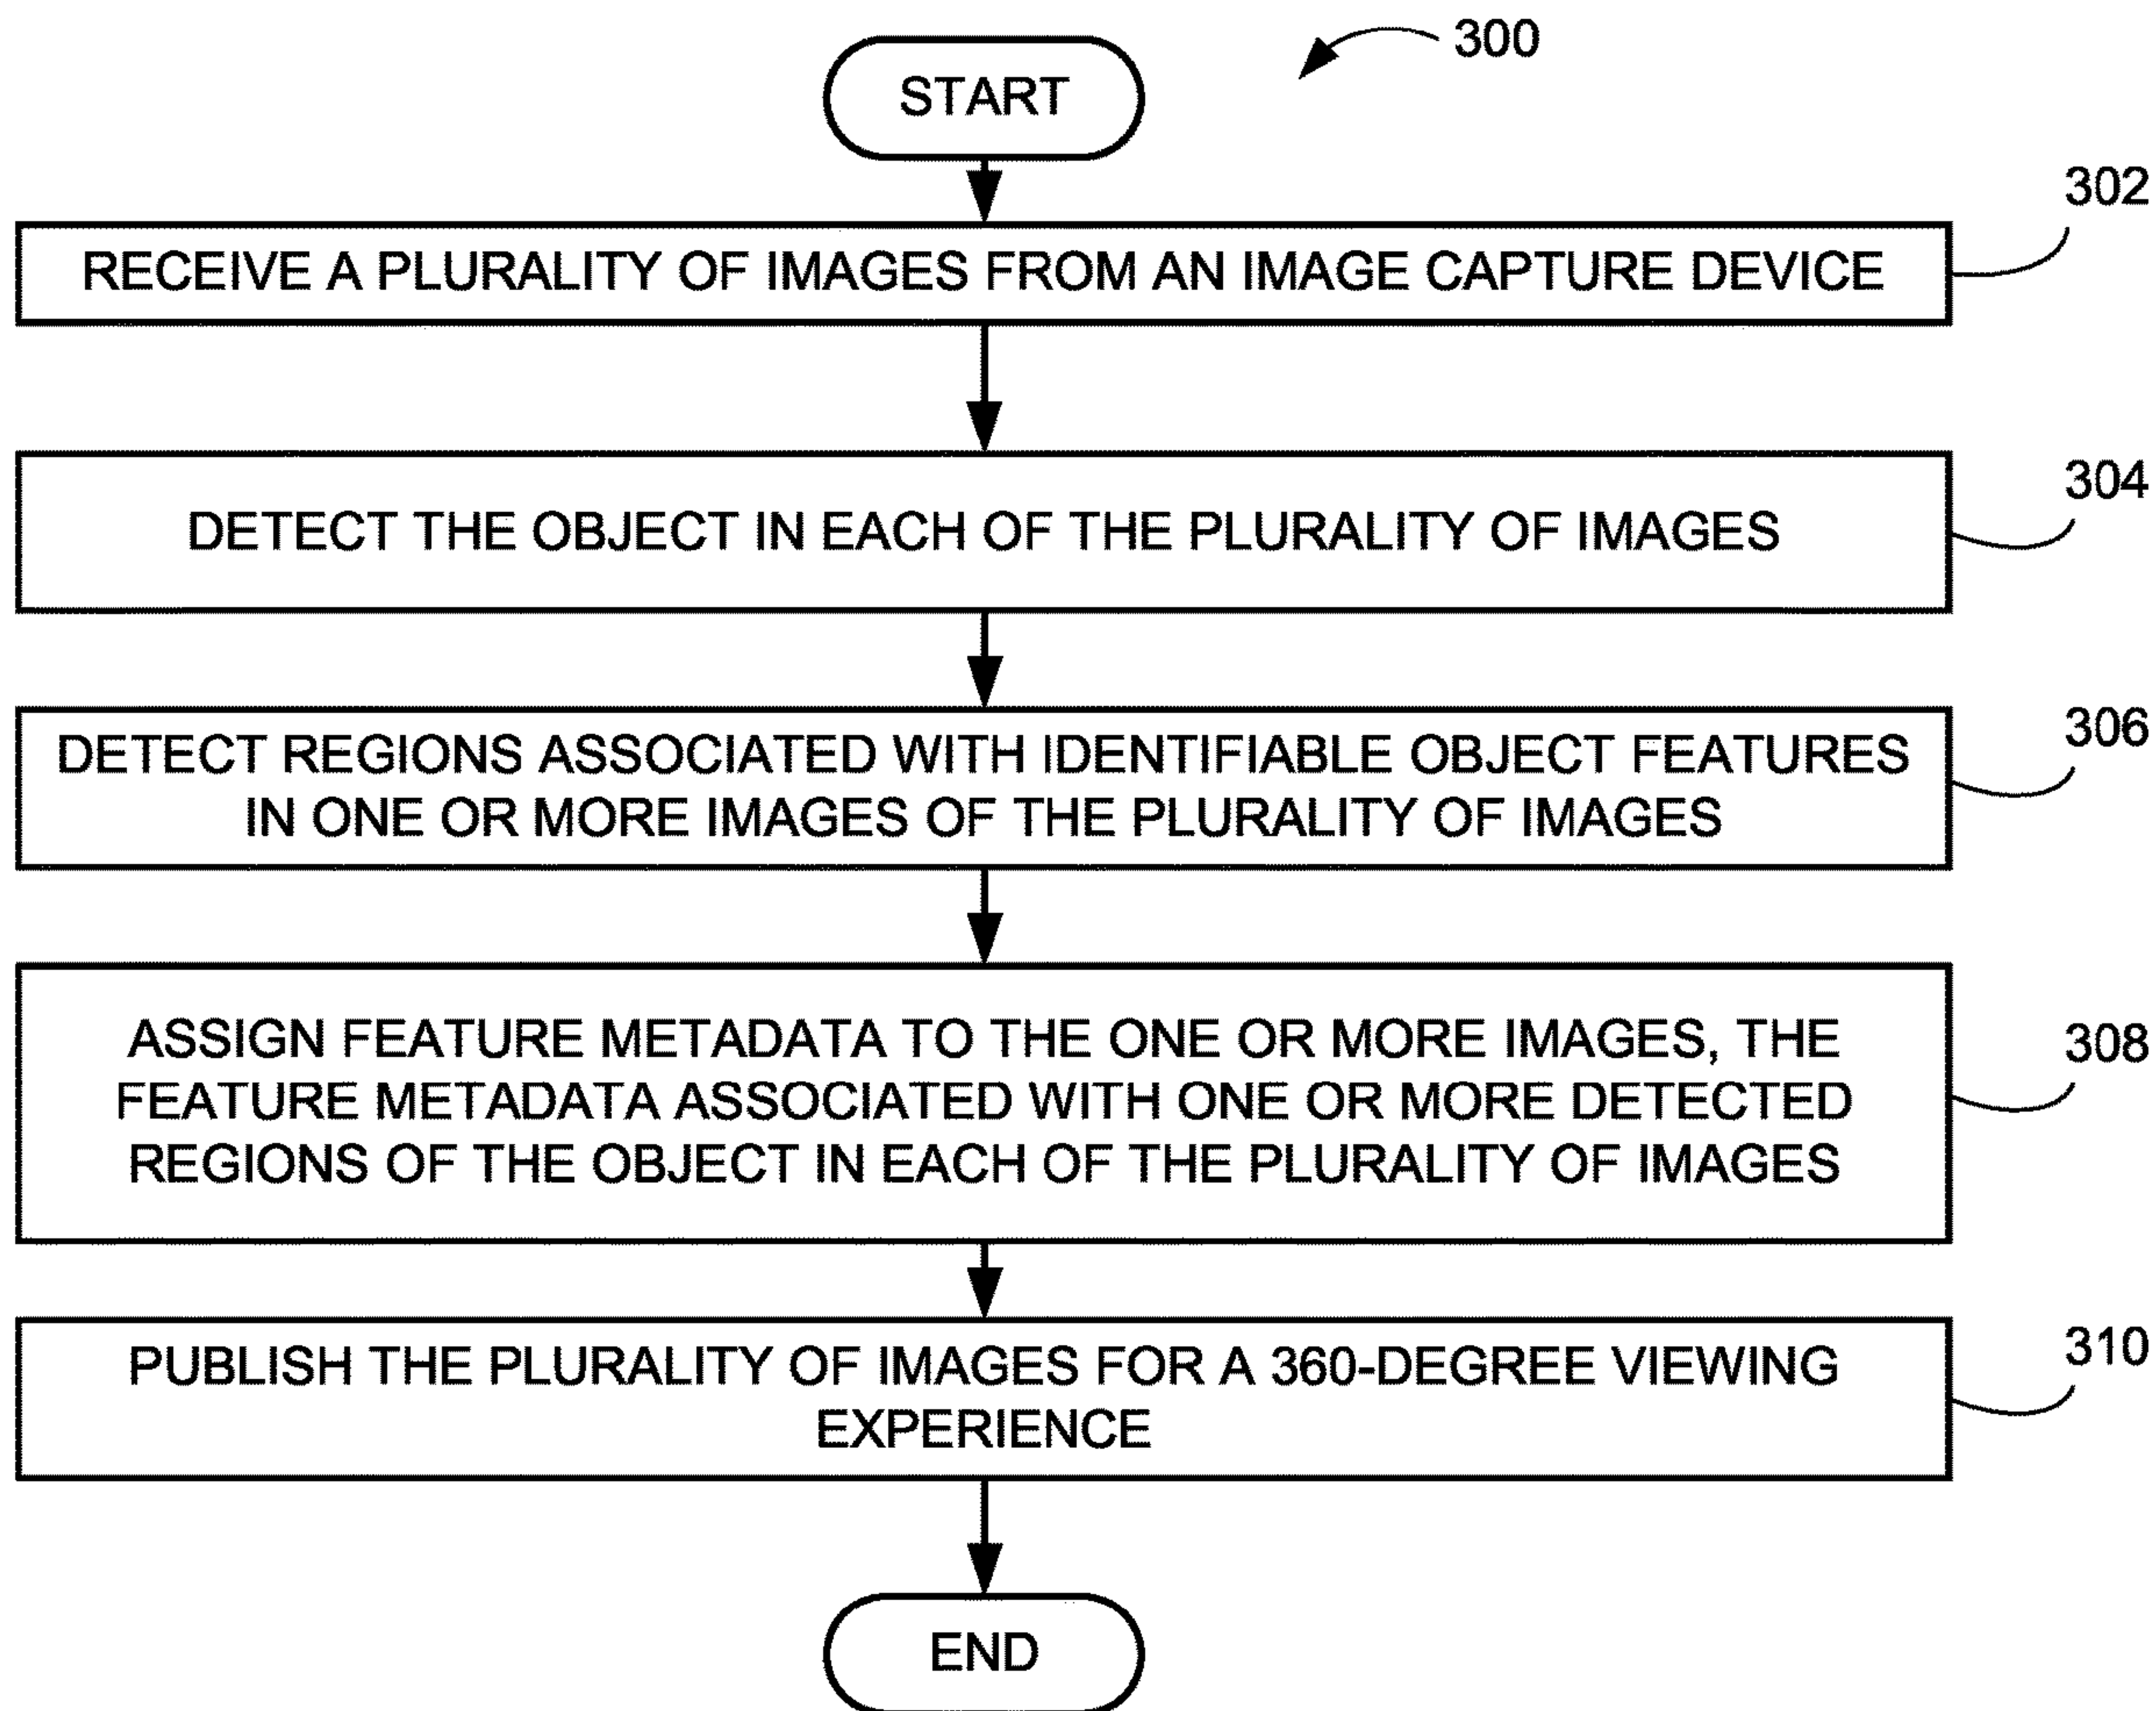 300
START
302
RECEIVE A PLURALITY OF IMAGES FROM AN IMAGE CAPTURE DEVICE
304
DETECT THE OBJECT IN EACH OF THE PLURALITY OF IMAGES
306
DETECT REGIONS ASSOCIATED WITH IDENTIFIABLE OBJECT FEATURES
IN ONE OR MORE IMAGES OF THE PLURALITY OF IMAGES
308
ASSIGN FEATURE METADATA TO THE ONE OR MORE IMAGES, THE
FEATURE METADATA ASSOCIATED WITH ONE OR MORE DETECTED
REGIONS OF THE OBJECT IN EACH OF THE PLURALITY OF IMAGES
310
PUBLISH THE PLURALITY OF IMAGES FOR A 360-DEGREE VIEWING
EXPERIENCE
END